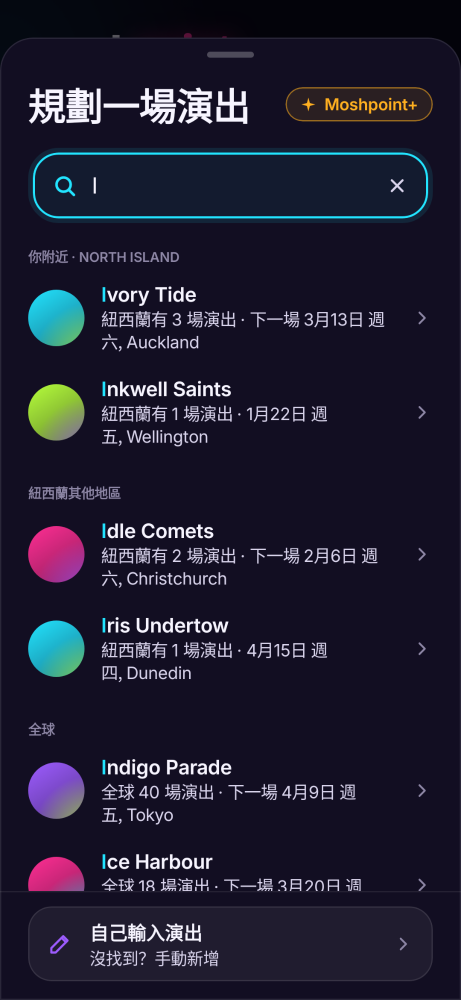 規劃一場演出
Moshpoint+
I
你附近 · NORTH ISLAND
Ivory Tide
紐西蘭有 3 場演出 · 下一場 3月13日 週
六, Auckland
Inkwell Saints
紐西蘭有 1 場演出 · 1月22日 週
五, Wellington
紐西蘭其他地區
Idle Comets
紐西蘭有 2 場演出 · 下一場 2月6日 週
六, Christchurch
Iris Undertow
紐西蘭有 1 場演出 · 4月15日 週
四, Dunedin
全球
Indigo Parade
全球 40 場演出 · 下一場 4月9日 週
五, Tokyo
Ice Harbour
全球 18 場演出 · 下一場 3月20日 週
自己輸入演出
沒找到? 手動新增